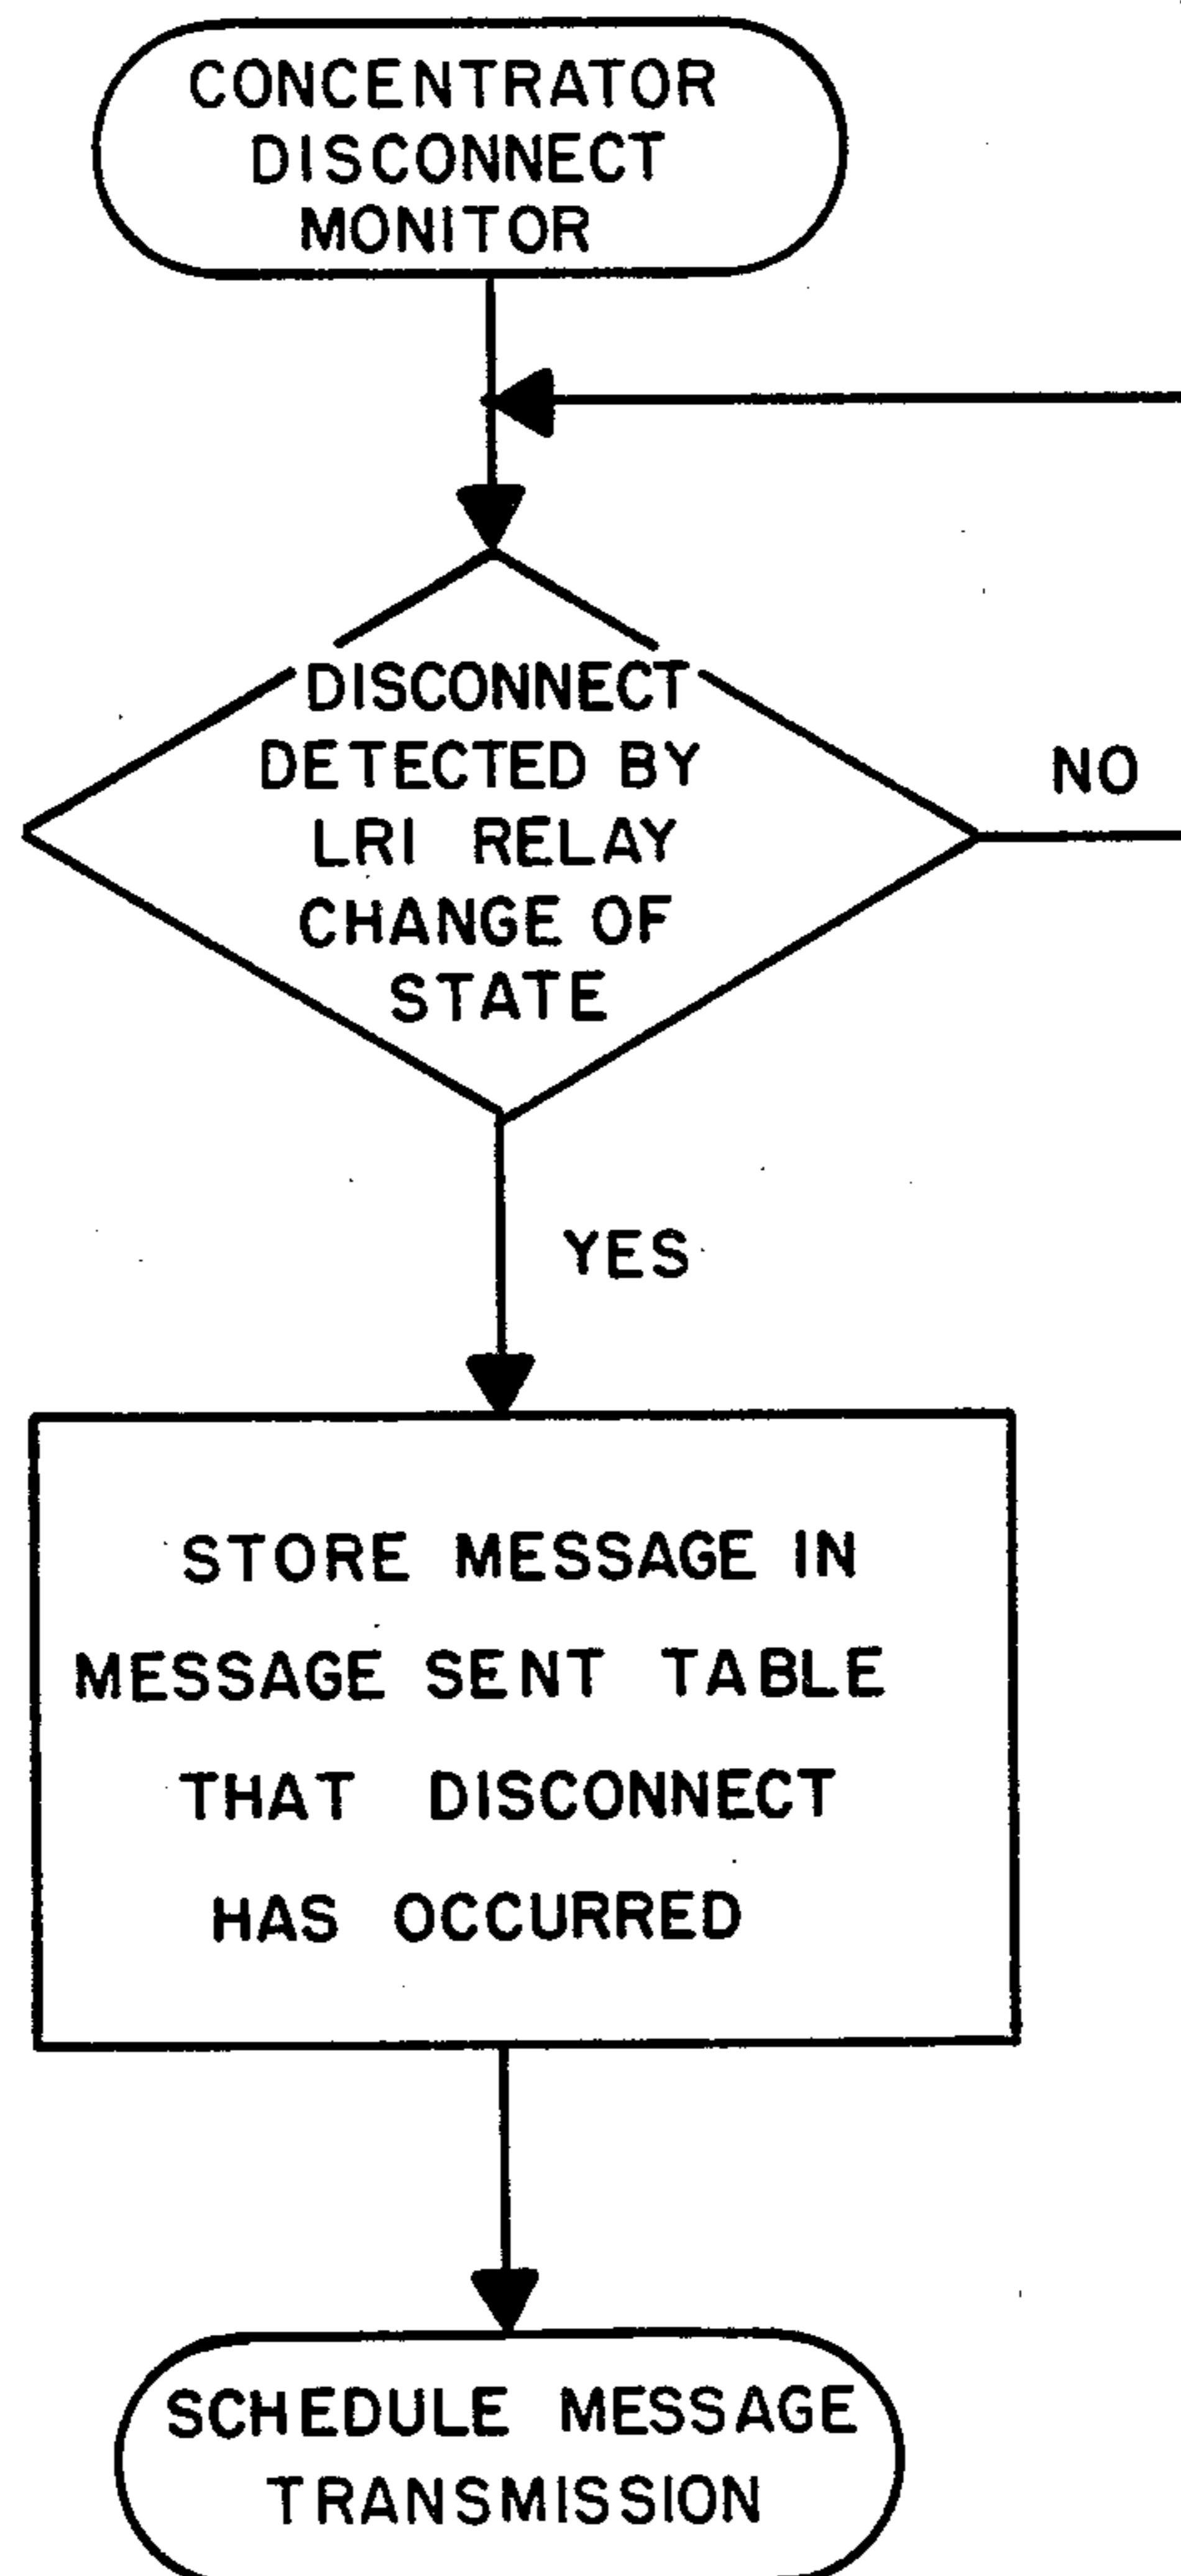 CONCENTRATOR
DISCONNECT
MONITOR
DISCONNECT
DETECTED BY
LRI RELAY
CHANGE OF
STATE
NO
YES
STORE MESSAGE IN
MESSAGE SENT TABLE
THAT DISCONNECT
HAS OCCURRED
SCHEDULE MESSAGE
TRANSMISSION